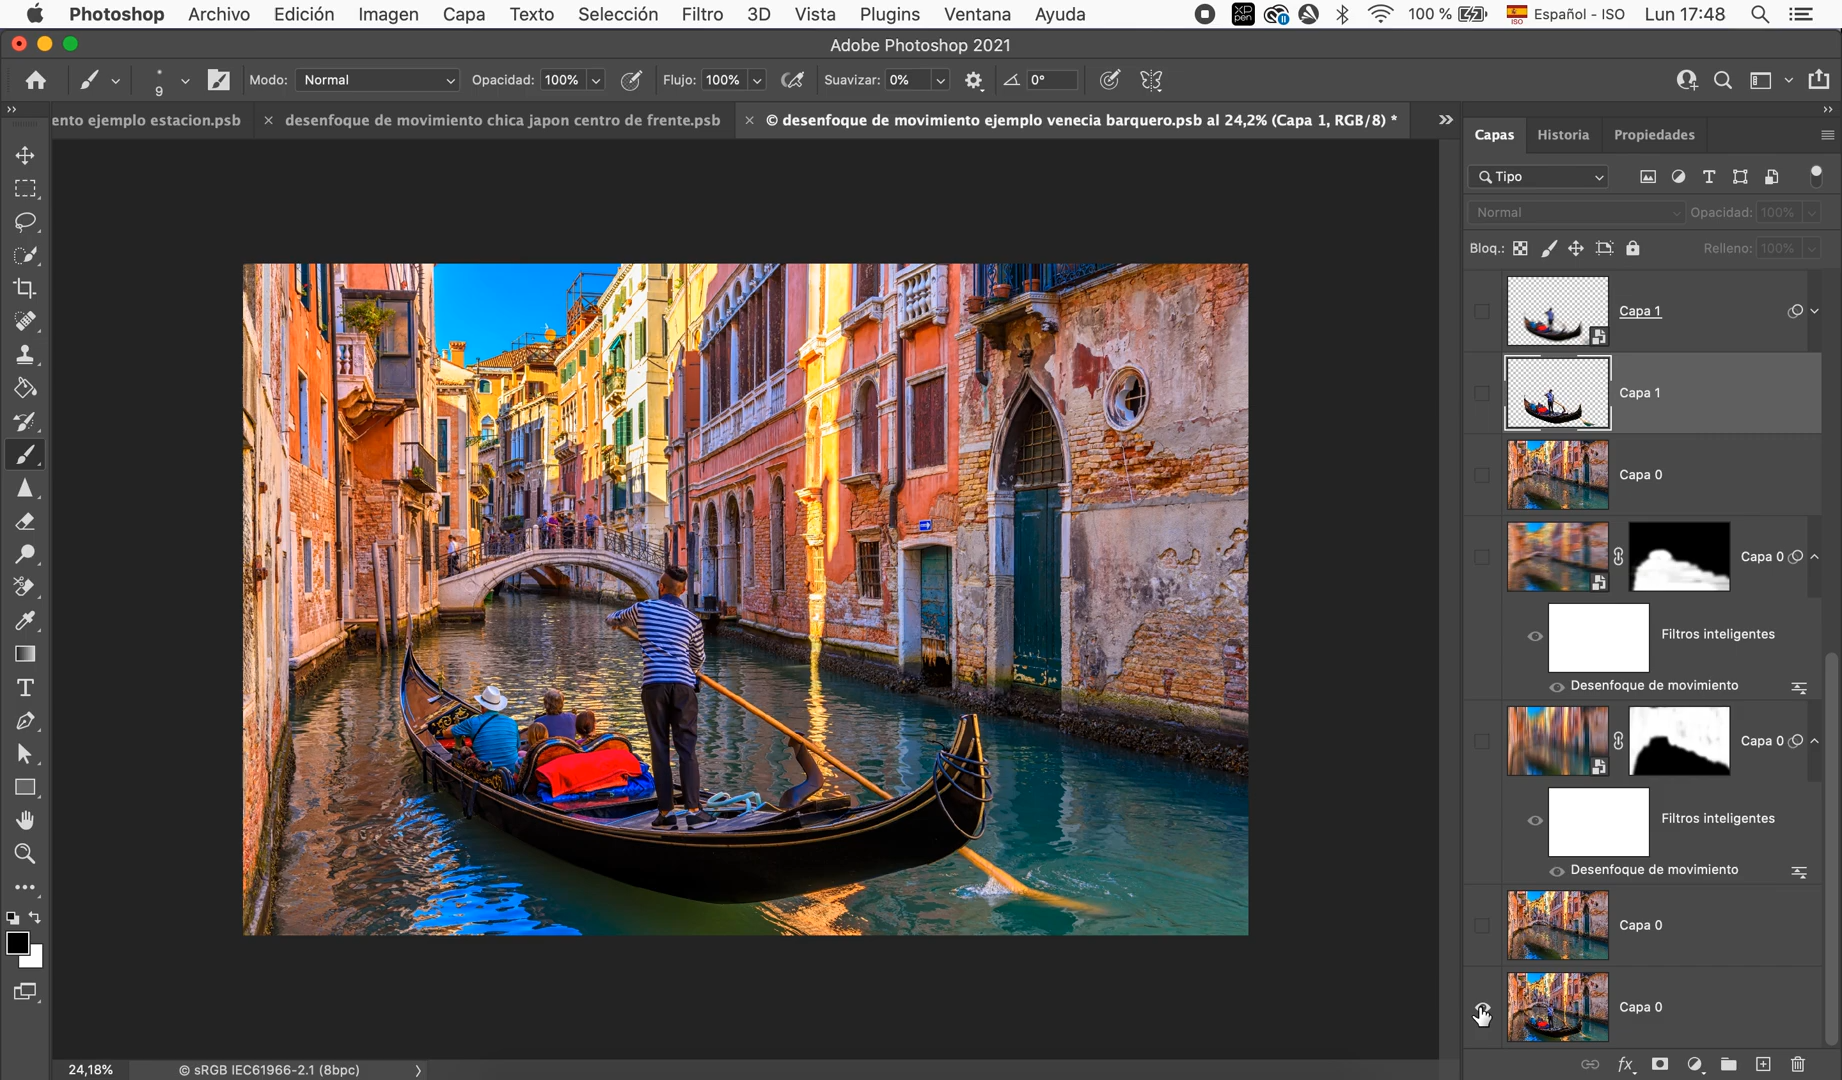 Photoshop Archivo Edición Imagen Capa Texto Selección Filtro 3D Vista Plugins Ventana Ayuda XP pen 100 % ISO Español - ISO Lun 17:48
Adobe Photoshop 2021
9 Modo: Normal Opacidad: 100% Flujo: 100% Suavizar: 0% 0°
ento ejemplo estacion.psb × desenfoque de movimiento chica japon centro de frente.psb × © desenfoque de movimiento ejemplo venecia barquero.psb al 24,2% (Capa 1, RGB/8) *
Capas Historia Propiedades
Tipo
Normal Opacidad: 100%
Bloq.: Relleno: 100%
Capa 1
Capa 1
Capa 0
Capa 0
Filtros inteligentes
Desenfoque de movimiento
Capa 0
Filtros inteligentes
Desenfoque de movimiento
Capa 0
Capa 0
fx
24,18% © sRGB IEC61966-2.1 (8bpc)